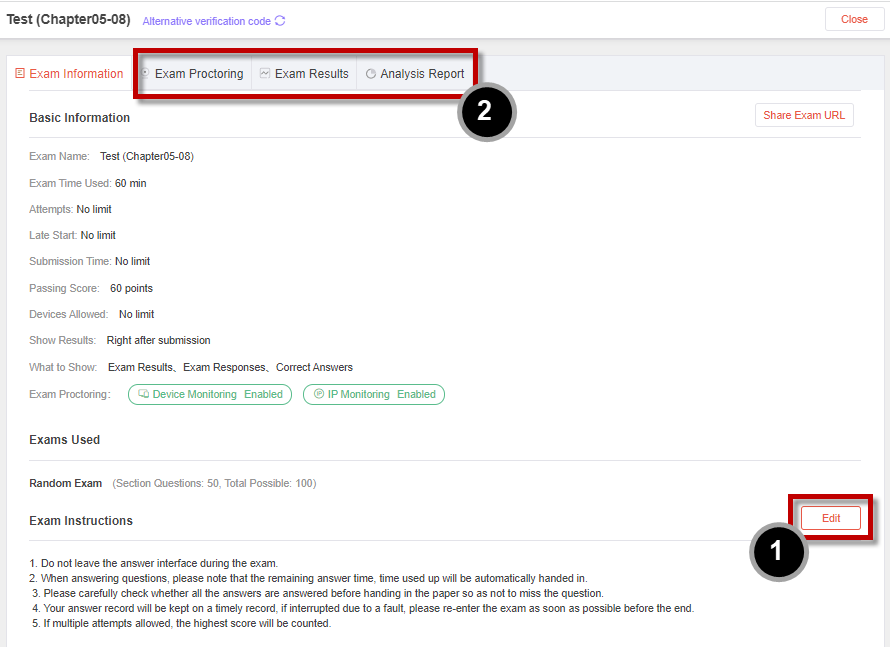 Test (Chapter05-08) Alternative verification code Close
Exam Information Exam Proctoring Exam Results Analysis Report
2
Basic Information Share Exam URL
Exam Name: Test (Chapter05-08)
Exam Time Used: 60 min
Attempts: No limit
Late Start: No limit
Submission Time: No limit
Passing Score: 60 points
Devices Allowed: No limit
Show Results: Right after submission
What to Show: Exam Results、Exam Responses、Correct Answers
Exam Proctoring: Device Monitoring Enabled IP Monitoring Enabled
Exams Used
Random Exam (Section Questions: 50, Total Possible: 100)
Exam Instructions Edit
1
1. Do not leave the answer interface during the exam.
2. When answering questions, please note that the remaining answer time, time used up will be automatically handed in.
3. Please carefully check whether all the answers are answered before handing in the paper so as not to miss the question.
4. Your answer record will be kept on a timely record, if interrupted due to a fault, please re-enter the exam as soon as possible before the end.
5. If multiple attempts allowed, the highest score will be counted.